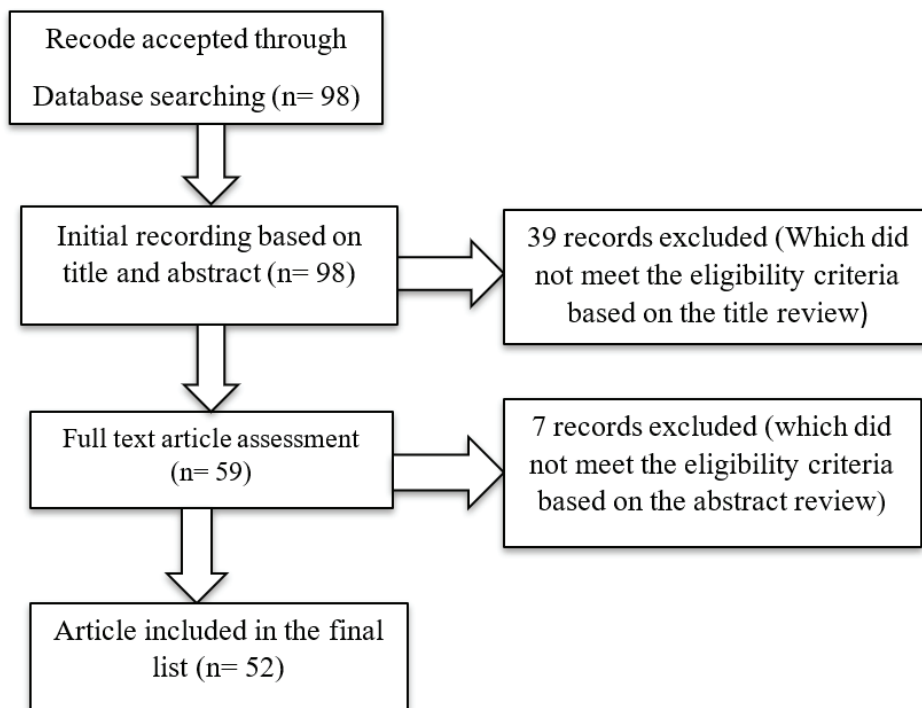 Recode accepted through
Database searching (n= 98)
Initial recording based on
title and abstract (n= 98)
39 records excluded (Which did
not meet the eligibility criteria
based on the title review)
Full text article assessment
(n= 59)
7 records excluded (which did
not meet the eligibility criteria
based on the abstract review)
Article included in the final
list (n= 52)